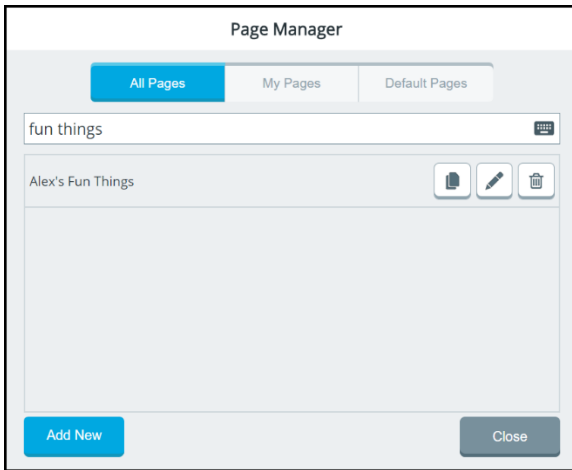 Page Manager
All Pages My Pages Default Pages
fun things
Alex's Fun Things
Add New Close